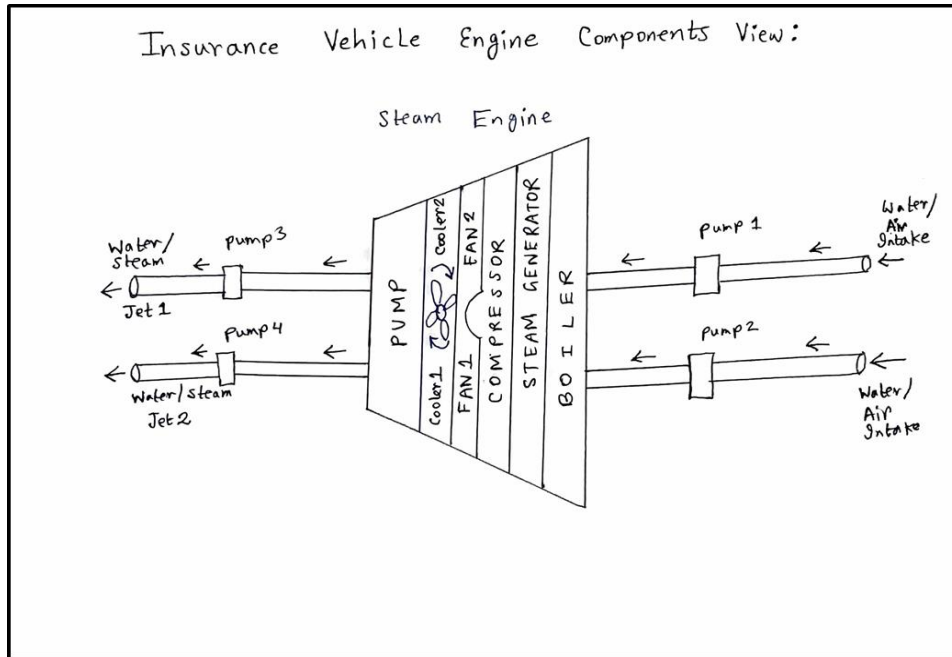 Insurance Vehicle Engine Components View:
Steam Engine
Water/
Steam
Jet1
pump3
pump4
Water/Steam
Jet2
PUMP
Cooler1
Cooler2
FAN1
FAN2
COMPRESSOR
STEAM GENERATOR
BOILER
pump1
Water/
Air
Intake
pump2
Water/
Air
Intake